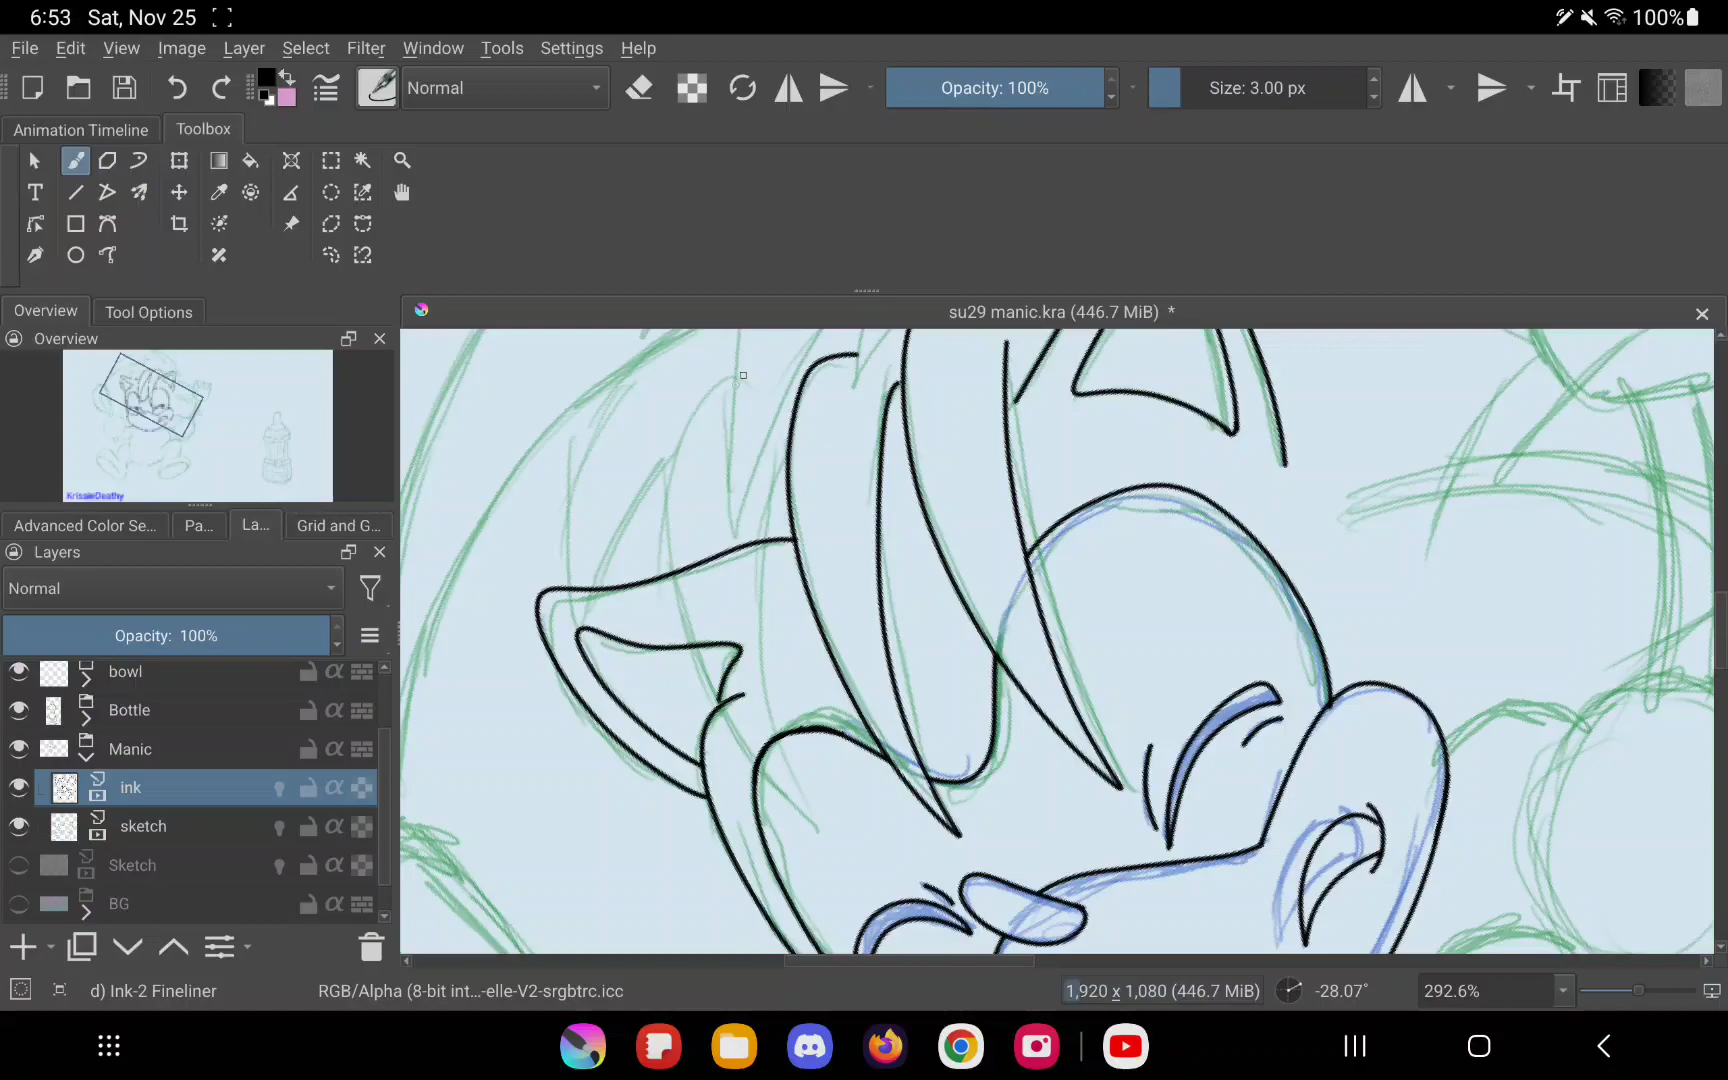 6:53 Sat, Nov 25 100%
File Edit View Image Layer Select Filter Window Tools Settings Help
Normal Opacity: 100% Size: 3.00 px
Animation Timeline Toolbox
Overview Tool Options su29 manic.kra (446.7 MiB) *
Overview
KrissieDeathy
Advanced Color Se... Pa... La... Grid and G...
Layers
Normal
Opacity: 100%
bowl
Bottle
Manic
ink
sketch
Sketch
BG
d) Ink-2 Fineliner RGB/Alpha (8-bit int...-elle-V2-srgbtrc.icc 1,920 x 1,080 (446.7 MiB) -28.07° 292.6%